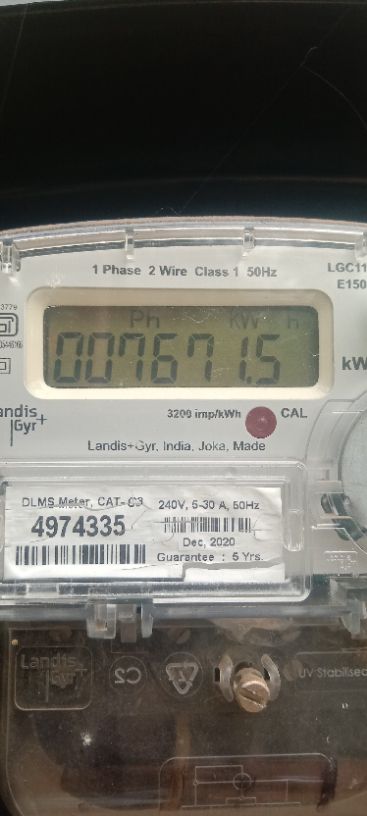 1 Phase 2 Wire Class 1 50Hz
LGC11
E150
3779
Ph kW h
007671.5
kW
Landis
Gyr+
3200 imp/kWh
CAL
Landis+Gyr, India, Joka, Made
DLMS Meter, CAT- C3
240V, 5-30 A, 50Hz
4974335
Dec, 2020
Guarantee : 5 Yrs.
Landis
Gyr+
C2
UV Stabilised